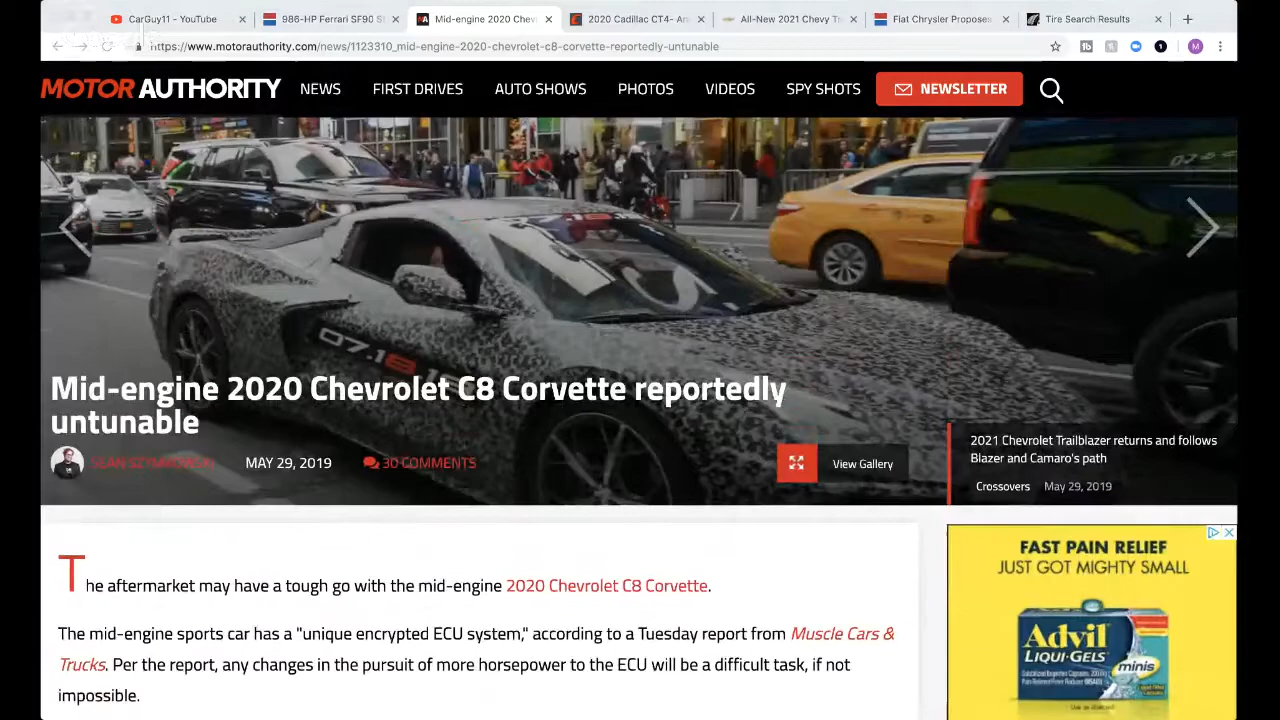 CarGuy11 - YouTube
986-HP Ferrari SF90 S
Mid-engine 2020 Chev
2020 Cadillac CT4- An
All-New 2021 Chevy Tr
Fiat Chrysler Proposes
Tire Search Results
https://www.motorauthority.com/news/1123310_mid-engine-2020-chevrolet-c8-corvette-reportedly-untunable
M
MOTOR AUTHORITY
NEWS
FIRST DRIVES
AUTO SHOWS
PHOTOS
VIDEOS
SPY SHOTS
NEWSLETTER
07.18
Mid-engine 2020 Chevrolet C8 Corvette reportedly
untunable
SEAN SZYMKOWSKI
MAY 29, 2019
30 COMMENTS
View Gallery
2021 Chevrolet Trailblazer returns and follows
Blazer and Camaro's path
Crossovers
May 29, 2019
The aftermarket may have a tough go with the mid-engine 2020 Chevrolet C8 Corvette.
The mid-engine sports car has a "unique encrypted ECU system," according to a Tuesday report from Muscle Cars &
Trucks. Per the report, any changes in the pursuit of more horsepower to the ECU will be a difficult task, if not
impossible.
FAST PAIN RELIEF
JUST GOT MIGHTY SMALL
Advil
LIQUI-GELS
minis